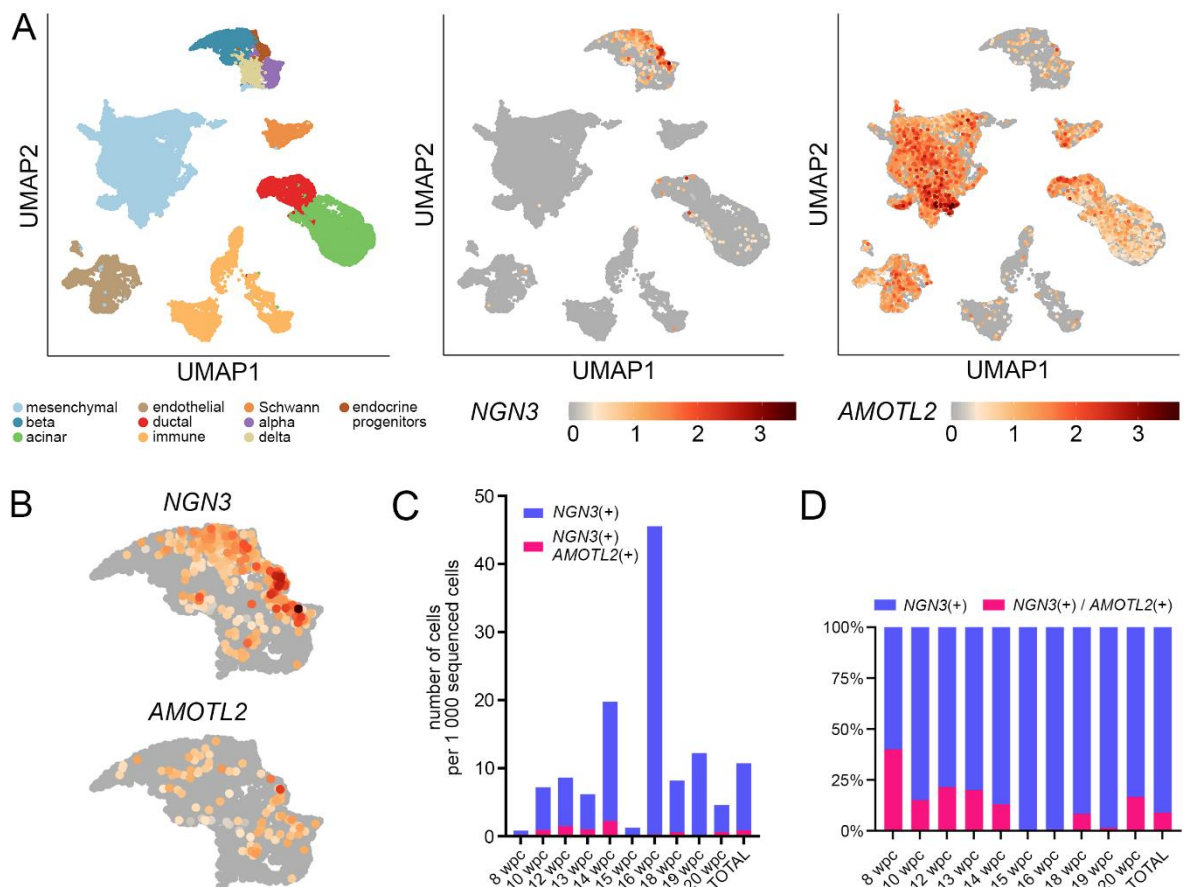 A
UMAP2
UMAP1
UMAP2
UMAP1
UMAP2
UMAP1
mesenchymal
beta
acinar
endothelial
ductal
immune
Schwann
alpha
delta
endocrine
progenitors
NGN3
0 1 2 3
AMOTL2
0 1 2 3
B
NGN3
AMOTL2
C
number of cells
per 1 000 sequenced cells
50
40
30
20
10
0
NGN3(+)
NGN3(+)
AMOTL2(+)
8 wpc
10 wpc
12 wpc
13 wpc
14 wpc
15 wpc
16 wpc
18 wpc
19 wpc
20 wpc
TOTAL
D
NGN3(+) NGN3(+) / AMOTL2(+)
100%
75%
50%
25%
0%
8 wpc
10 wpc
12 wpc
13 wpc
14 wpc
15 wpc
16 wpc
18 wpc
19 wpc
20 wpc
TOTAL